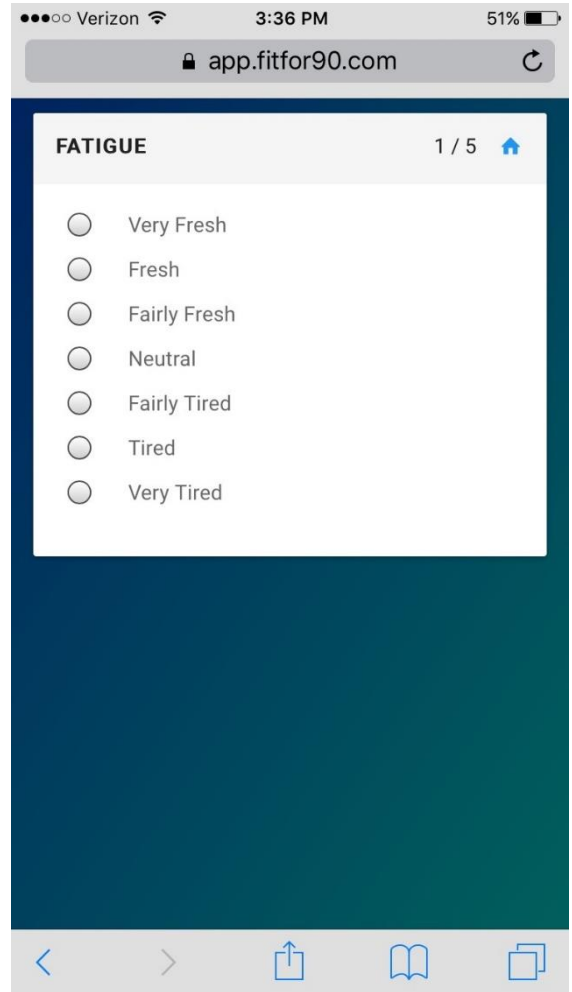 Verizon 3:36 PM 51%
app.fitfor90.com
FATIGUE 1 / 5
Very Fresh
Fresh
Fairly Fresh
Neutral
Fairly Tired
Tired
Very Tired